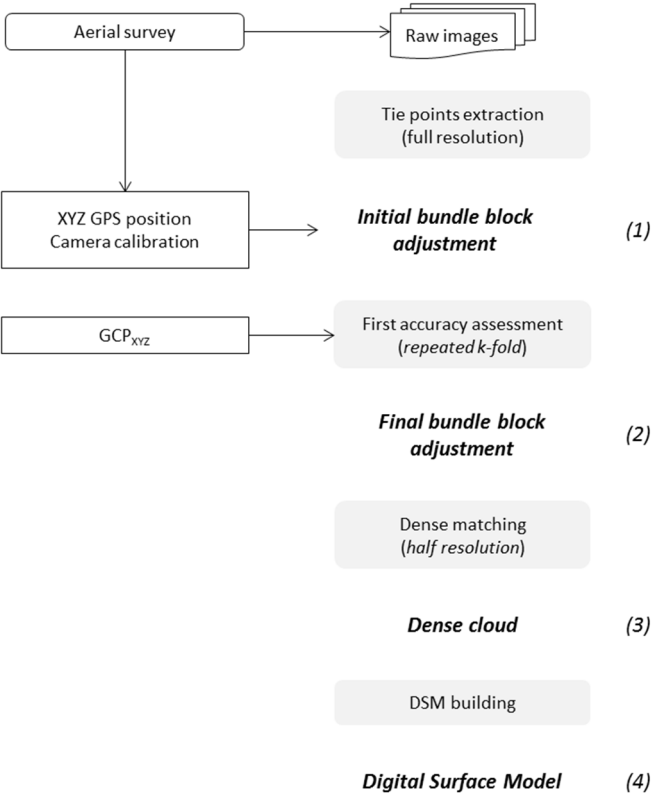 Aerial survey
Raw images
Tie points extraction
(full resolution)
XYZ GPS position
Camera calibration
Initial bundle block
adjustment
(1)
GCPXYZ
First accuracy assessment
(repeated k-fold)
Final bundle block
adjustment
(2)
Dense matching
(half resolution)
Dense cloud
(3)
DSM building
Digital Surface Model
(4)